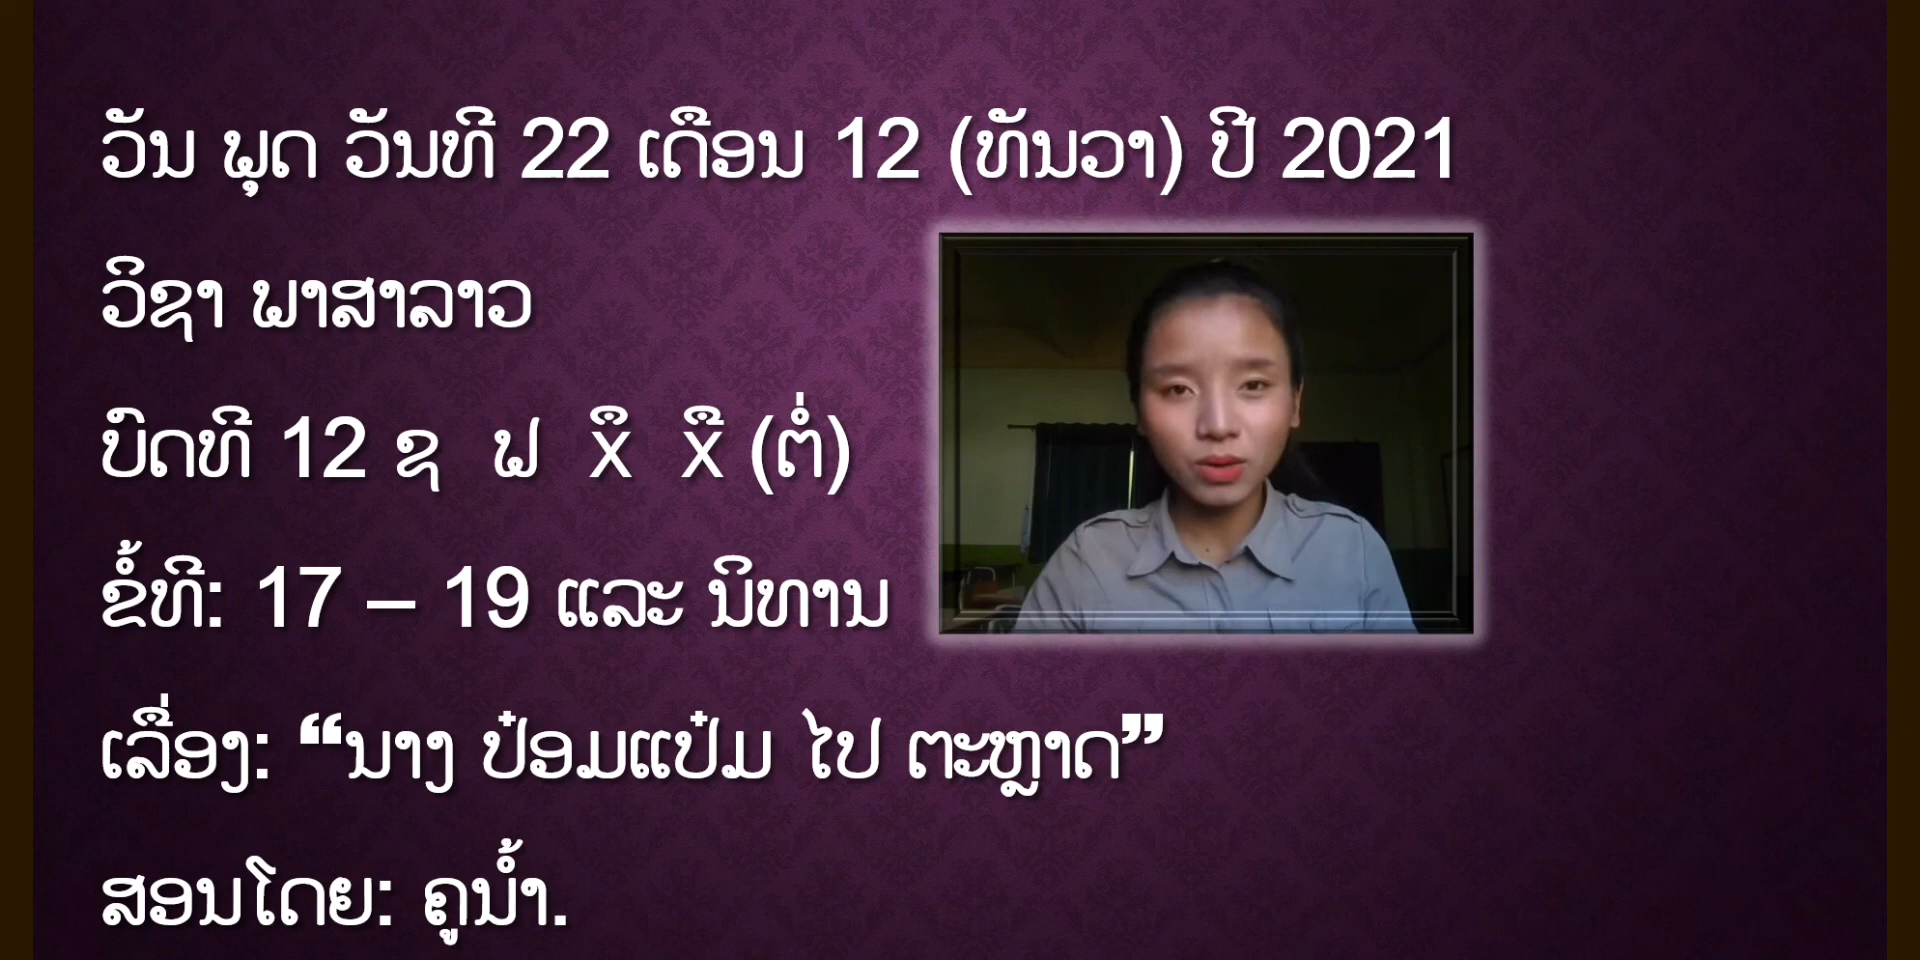 ວັນ ພຸດ ວັນທີ 22 ເດືອນ 12 (ທັນວາ) ປີ 2021
ວິຊາ ພາສາລາວ
ບົດທີ 12 ຊ ຟ xຶ xື (ຕໍ່)
ຂໍ້ທີ: 17 – 19 ແລະ ນິທານ
ເລື່ອງ: “ນາງ ປ໋ອມແປ໋ມ ໄປ ຕະຫຼາດ”
ສອນໂດຍ: ຄູນ້ຳ.